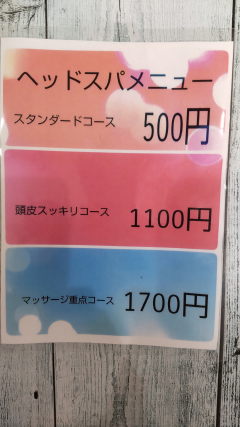 ヘッドスパメニュー
スタンダードコース 500円
頭皮スッキリコース 1100円
マッサージ重点コース 1700円